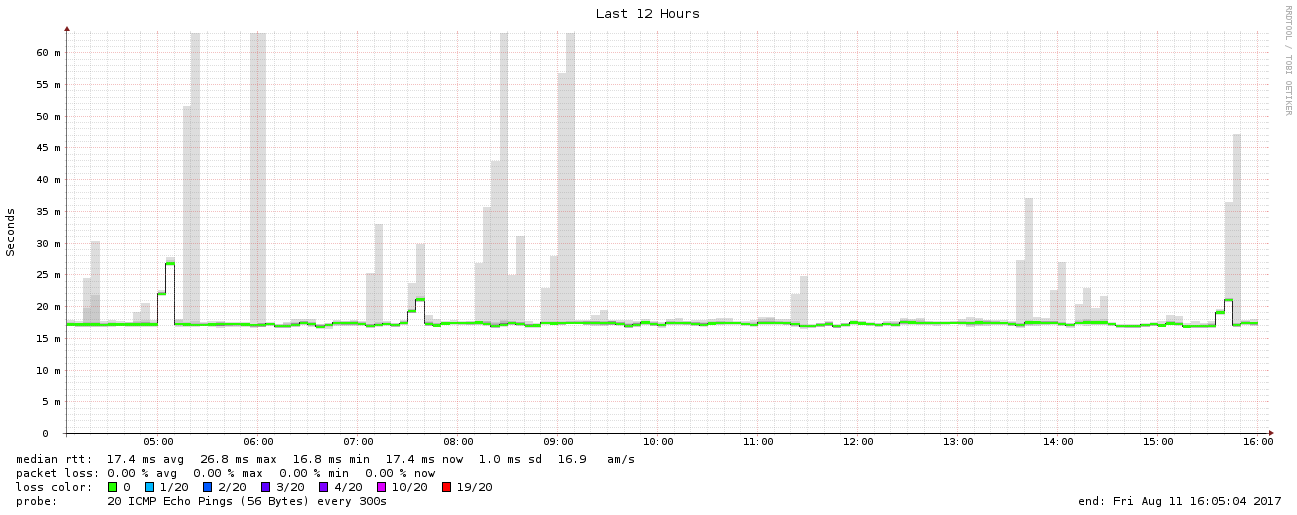 Last 12 Hours
RRDTOOL / TOBI OETIKER
Seconds
60 m
55 m
50 m
45 m
40 m
35 m
30 m
25 m
20 m
15 m
10 m
5 m
0
05:00 06:00 07:00 08:00 09:00 10:00 11:00 12:00 13:00 14:00 15:00 16:00
median rtt: 17.4 ms avg 26.8 ms max 16.8 ms min 17.4 ms now 1.0 ms sd 16.9 am/s
packet loss: 0.00 % avg 0.00 % max 0.00 % min 0.00 % now
loss color: 0 1/20 2/20 3/20 4/20 10/20 19/20
probe: 20 ICMP Echo Pings (56 Bytes) every 300s end: Fri Aug 11 16:05:04 2017